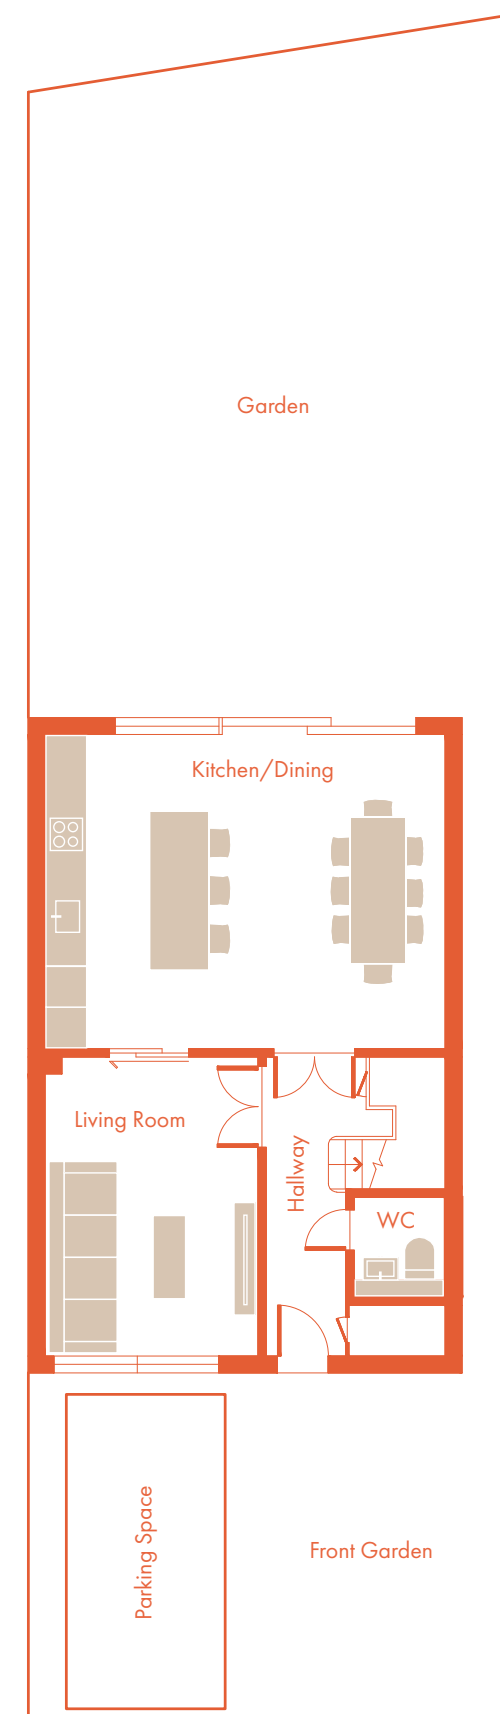 Garden
Kitchen/Dining
Living Room
Hallway
WC
Parking Space
Front Garden